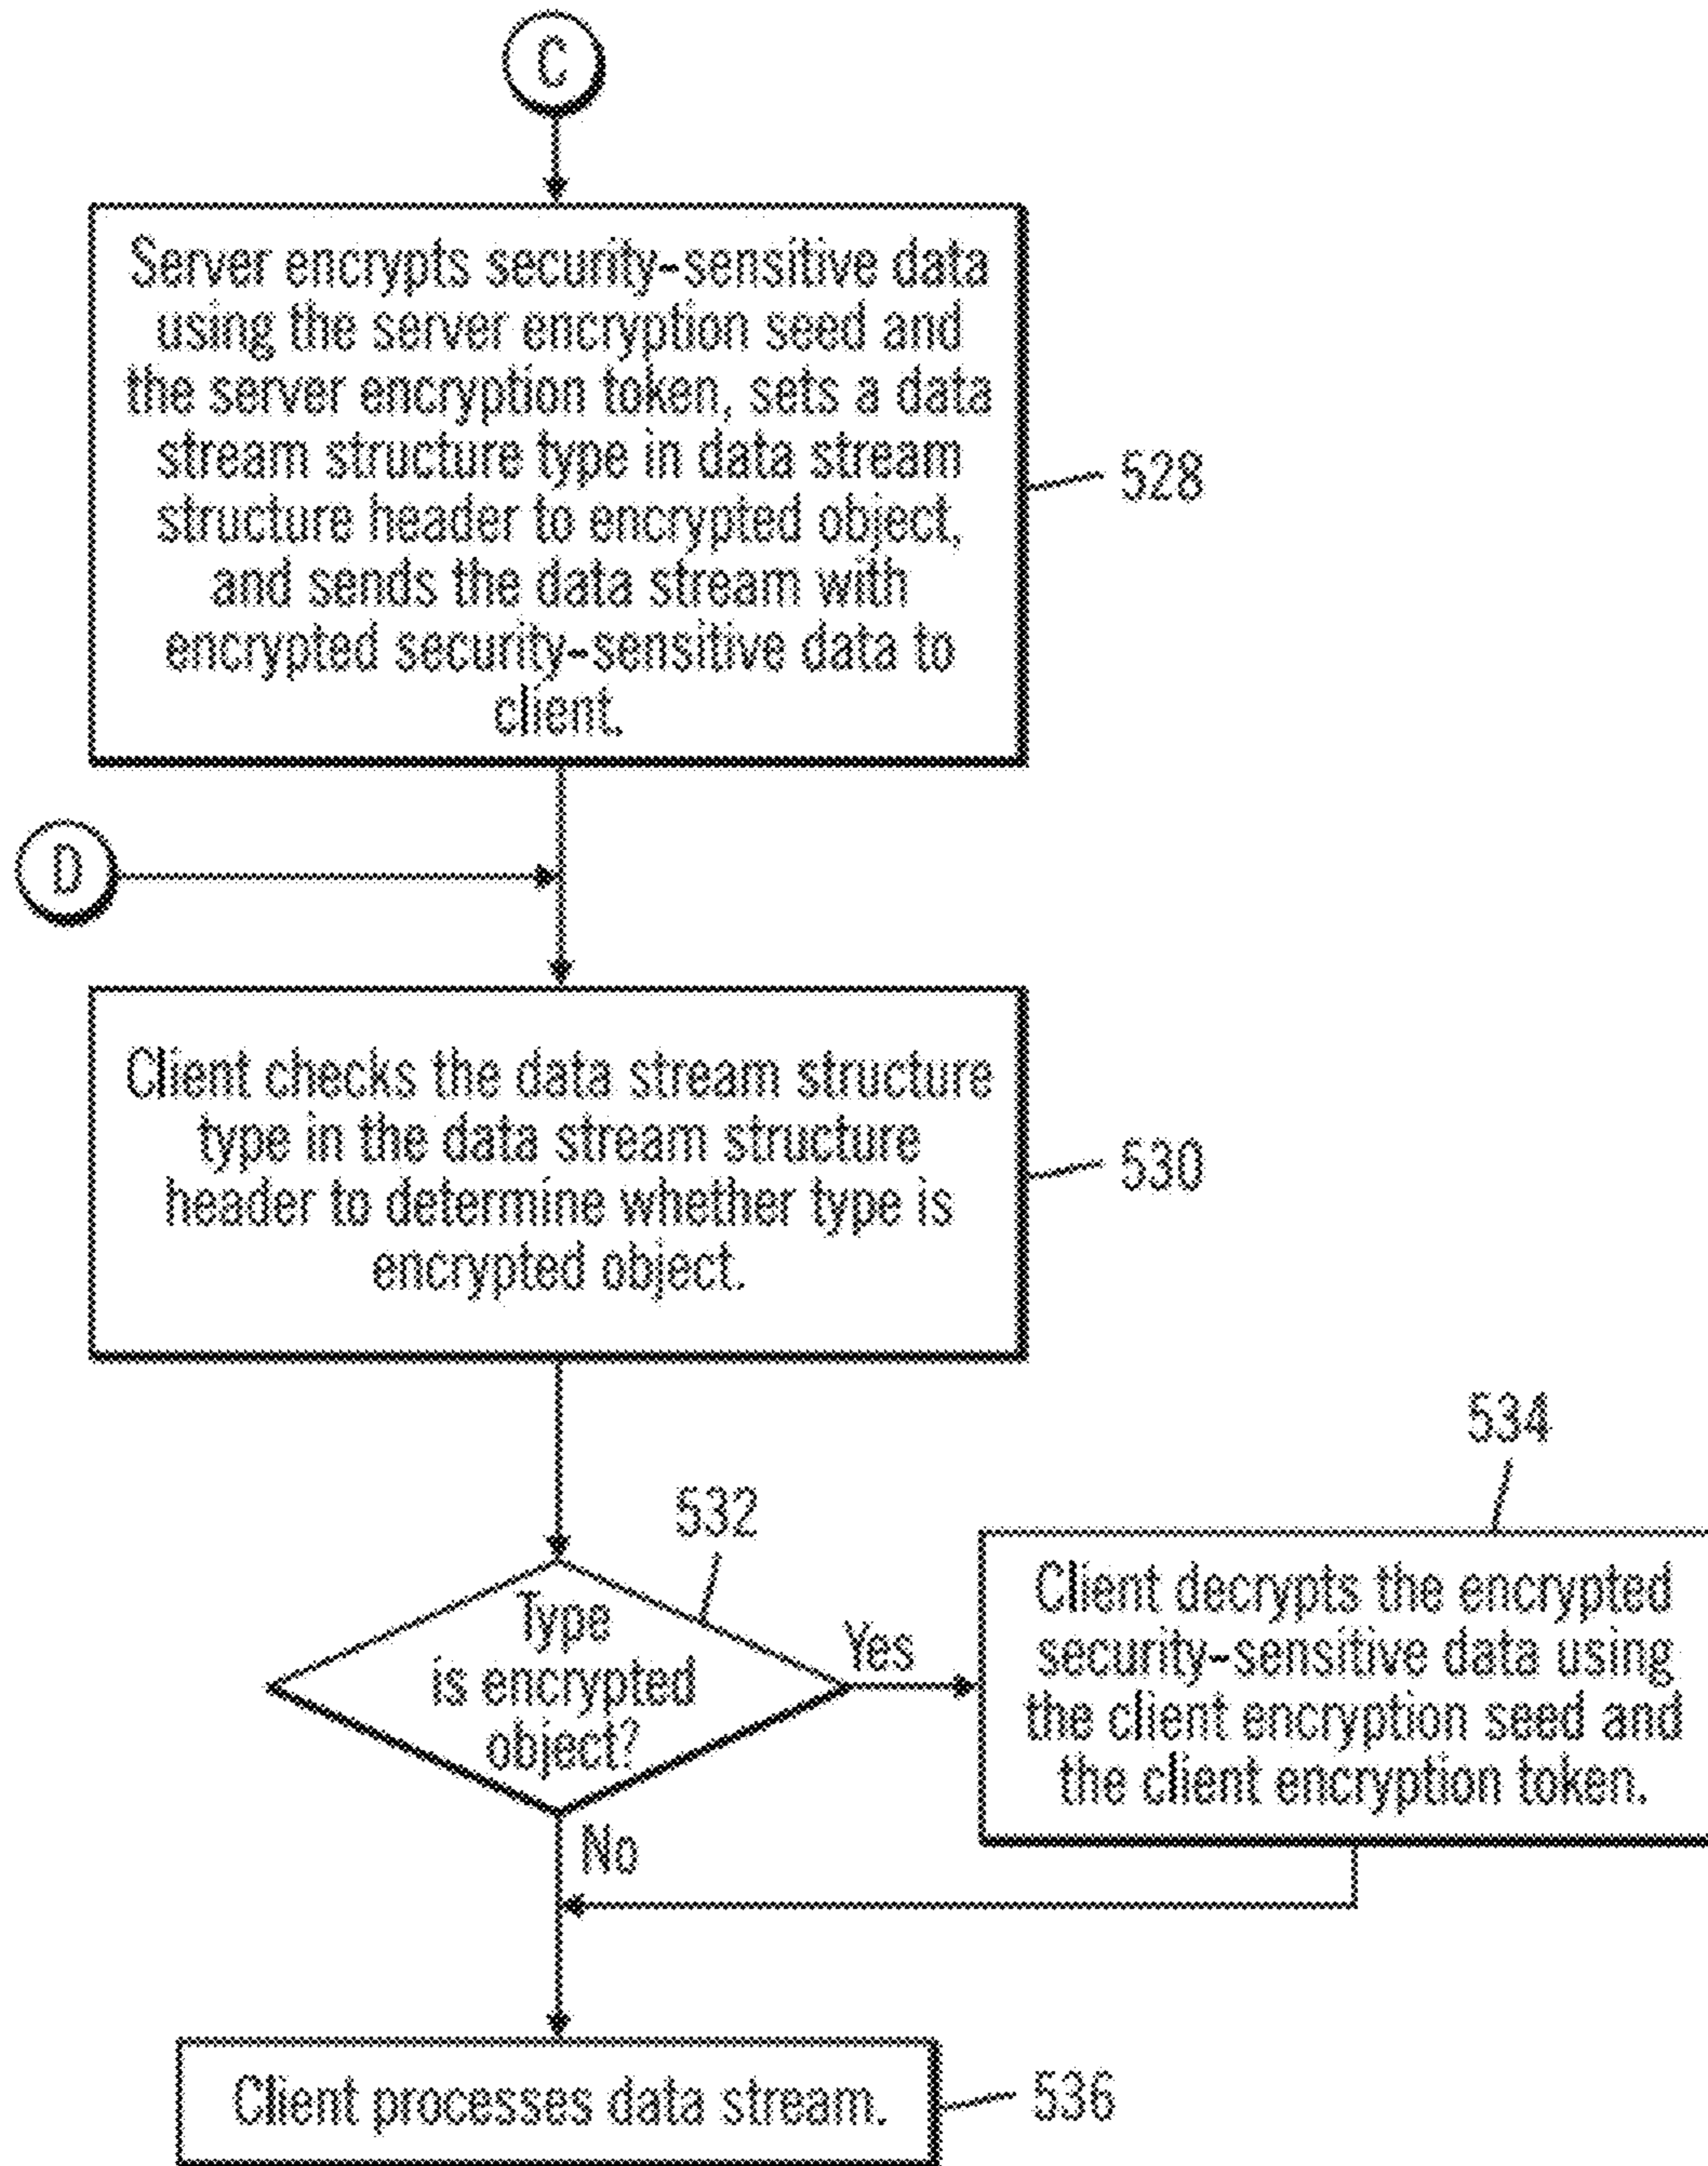 C
Server encrypts security-sensitive data
using the server encryption seed and
the server encryption token, sets a data
stream structure type in data stream
structure header to encrypted object,
and sends the data stream with
encrypted security-sensitive data to
client.
528
D
Client checks the data stream structure
type in the data stream structure
header to determine whether type is
encrypted object.
530
532
Type
is encrypted
object?
Yes
No
534
Client decrypts the encrypted
security-sensitive data using
the client encryption seed and
the client encryption token.
Client processes data stream.
536